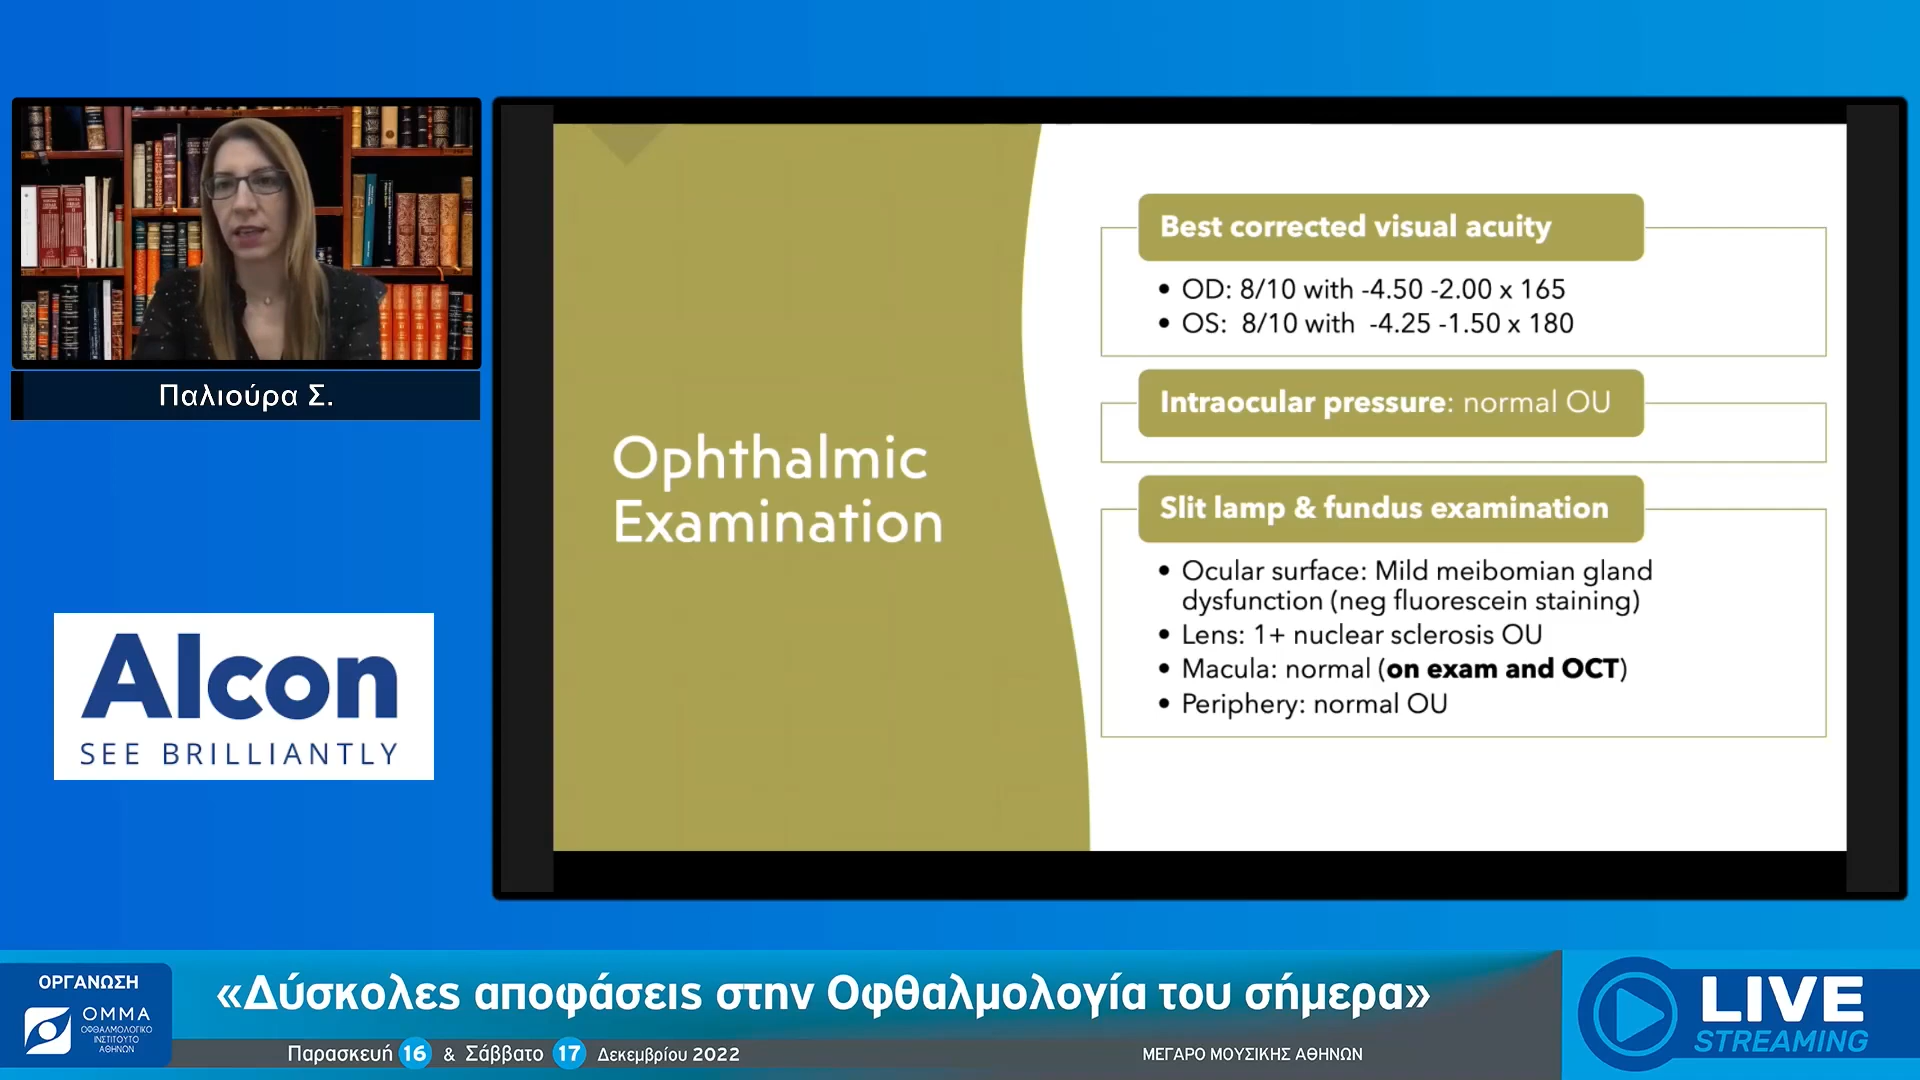 Παλιούρα Σ.
Alcon
SEE BRILLIANTLY
Ophthalmic
Examination
Best corrected visual acuity
• OD: 8/10 with -4.50 -2.00 x 165
• OS: 8/10 with -4.25 -1.50 x 180
Intraocular pressure: normal OU
Slit lamp & fundus examination
• Ocular surface: Mild meibomian gland
dysfunction (neg fluorescein staining)
• Lens: 1+ nuclear sclerosis OU
• Macula: normal (on exam and OCT)
• Periphery: normal OU
ΟΡΓΑΝΩΣΗ
ΟΜΜΑ
ΟΦΘΑΛΜΟΛΟΓΙΚΟ
ΙΝΣΤΙΤΟΥΤΟ
ΑΘΗΝΩΝ
«Δύσκολες αποφάσεις στην Οφθαλμολογία του σήμερα»
Παρασκευή 16 & Σάββατο 17 Δεκεμβρίου 2022
ΜΕΓΑΡΟ ΜΟΥΣΙΚΗΣ ΑΘΗΝΩΝ
LIVE
STREAMING